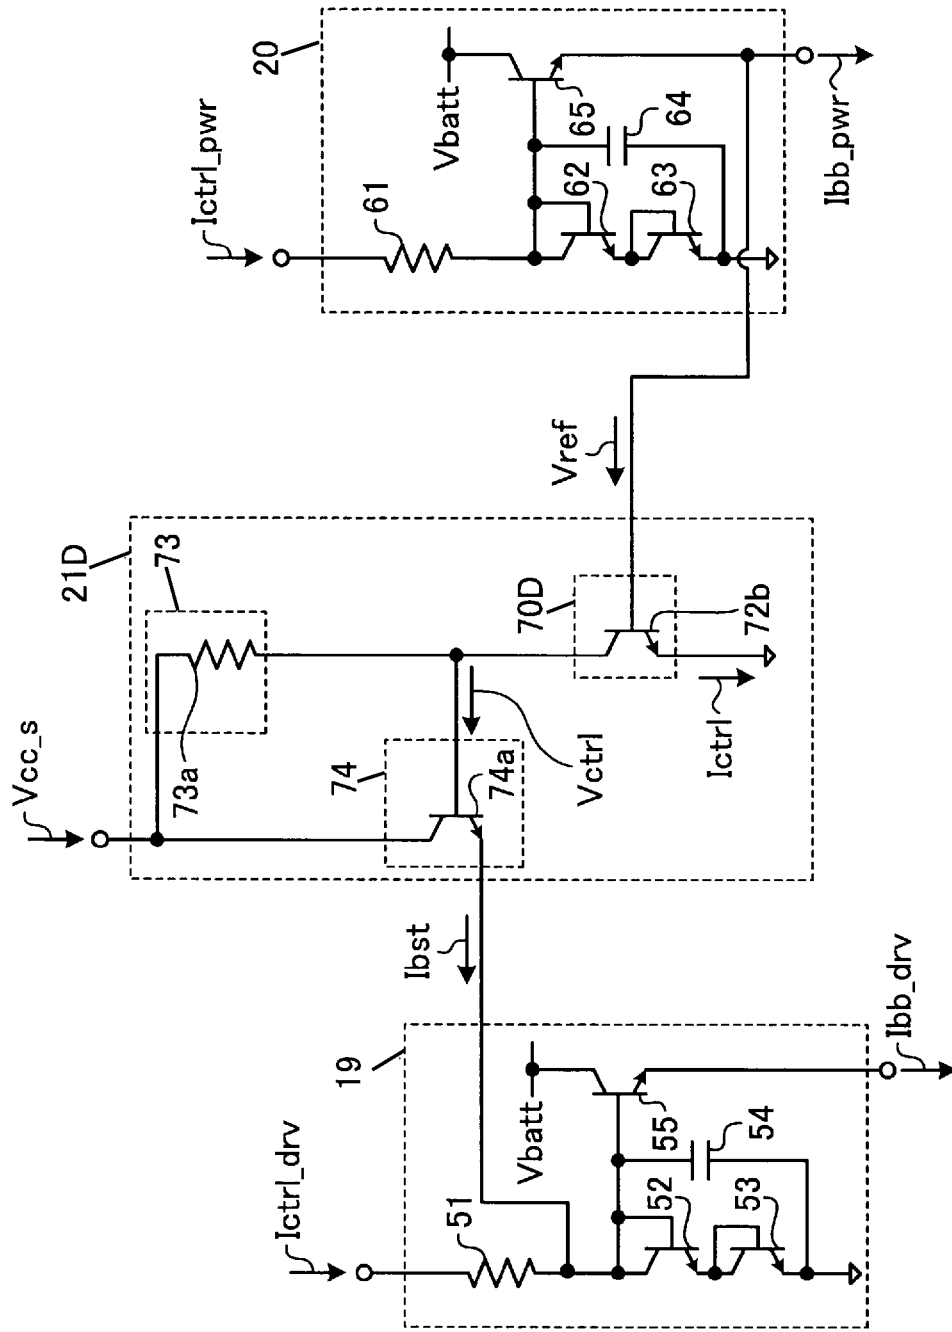 Ictrl_drv
19
51
Vbatt
52
53
54
55
Ibb_drv
Ibst
Vcc_s
21D
73
73a
74
74a
Vctrl
70D
72b
Ictrl
Vref
Ictrl_pwr
20
61
Vbatt
62
63
64
65
Ibb_pwr